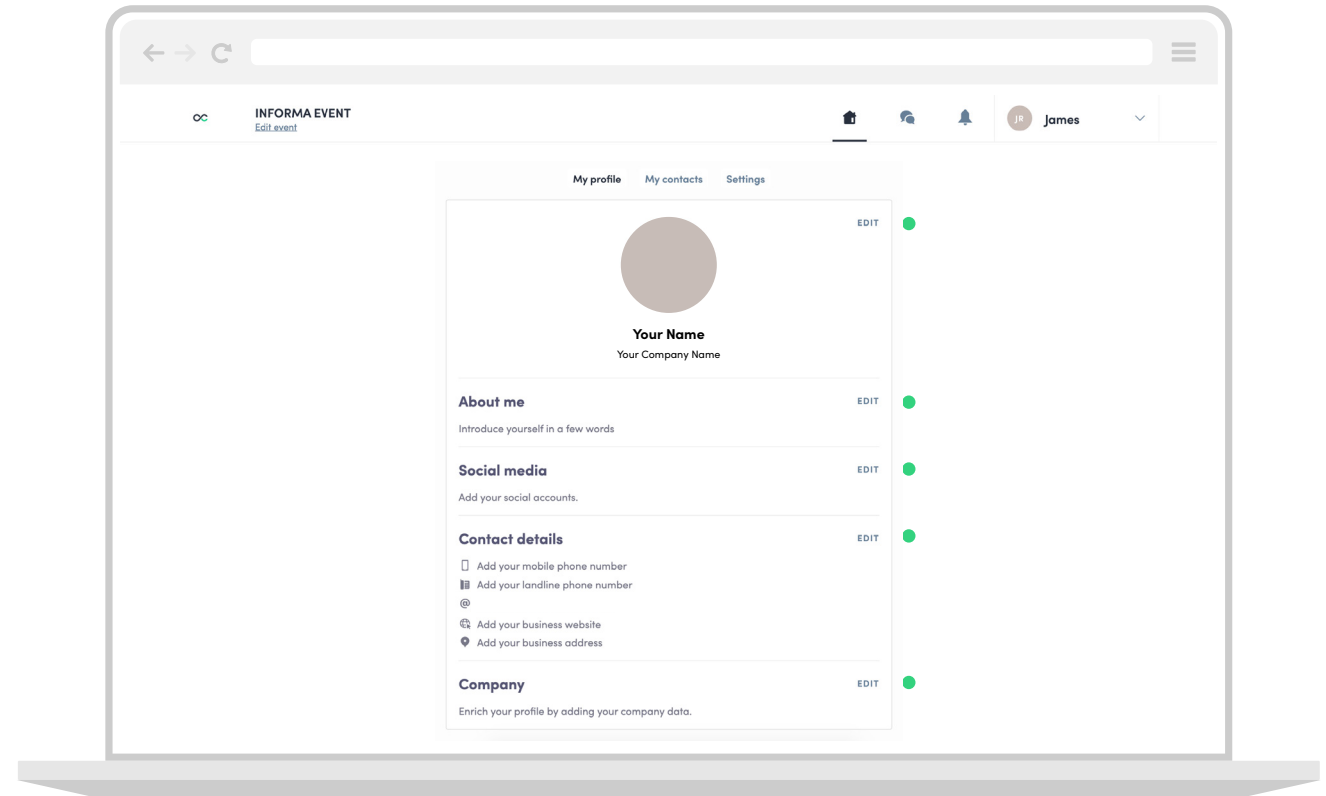 INFORMA EVENT
Edit event
JR
James
My profile
My contacts
Settings
EDIT
Your Name
Your Company Name
About me
EDIT
Introduce yourself in a few words
Social media
EDIT
Add your social accounts.
Contact details
EDIT
Add your mobile phone number
Add your landline phone number
@
Add your business website
Add your business address
Company
EDIT
Enrich your profile by adding your company data.